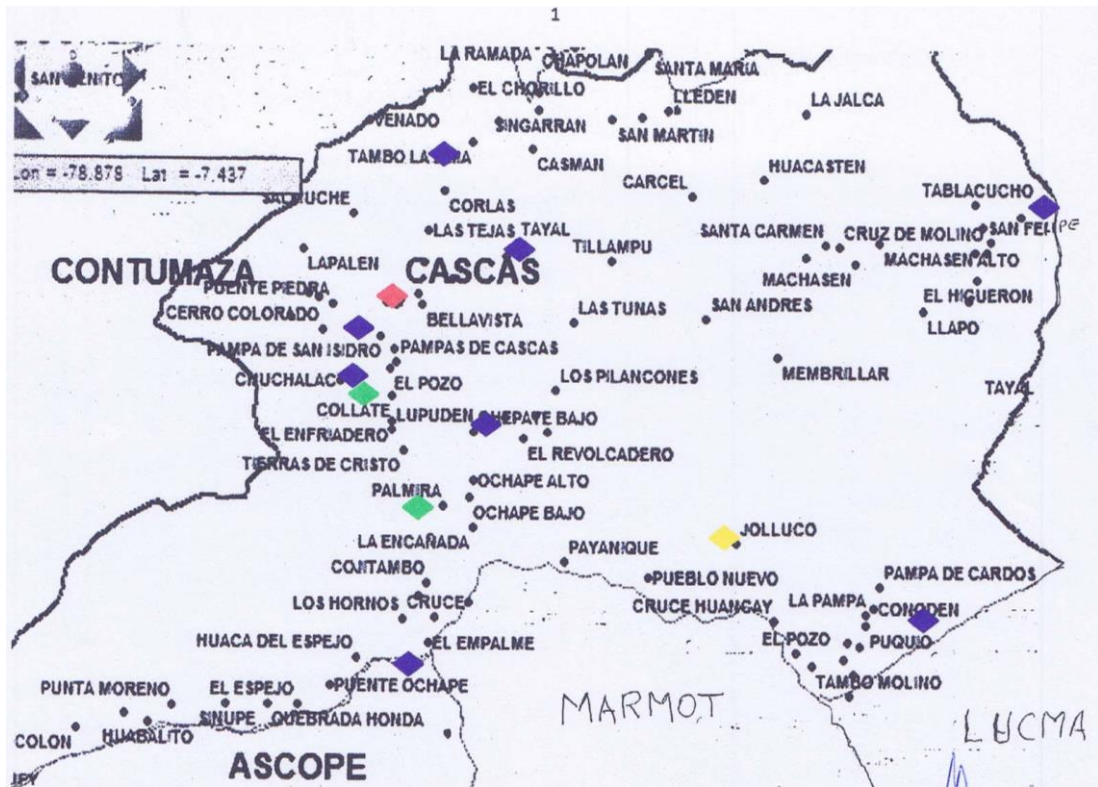 1
LA RAMADA
CHAPOLAN
SANTA MARIA
SAN BENITO
EL CHORILLO
LLEDEN
LA JALCA
VENADO
SINGARRAN
SAN MARTIN
TAMBO LA
CASMAN
HUACASTEN
Lon = -78.878 Lat = -7.437
CARCEL
TABLACUCHO
CORLAS
LAS TEJAS
TAYAL
TILLAMPU
SANTA CARMEN
CRUZ DE MOLINO
SAN FELIPE
LAPALEN
MACHASEN ALTO
CONTUMAZA
CASCAS
MACHASEN
PUENTE PIEDRA
EL HIGUERON
CERRO COLORADO
BELLAVISTA
LAS TUNAS
SAN ANDRES
LLAPO
PAMPA DE SAN ISIDRO
PAMPAS DE CASCAS
MEMBRILLAR
CHUCHALAC
EL POZO
LOS PILANCONES
TAYAL
COLLATE
LUPUDEN
BAJO
EL ENFRIADERO
EL REVOLCADERO
TIERRAS DE CRISTO
OCHAPE ALTO
PALMIRA
OCHAPE BAJO
JOLLUCO
LA ENCAÑADA
PAYANIQUE
COJITAMBO
PUEBLO NUEVO
PAMPA DE CARDOS
LOS HORNOS
CRUCE
CRUCE HUANCAY
LA PAMPA
CONODEN
HUACA DEL ESPEJO
EL EMPALME
EL POZO
PUQUIO
PUNTA MORENO
EL ESPEJO
PUENTE OCHAPE
TAMBO MOLINO
SINUPE
QUEBRADA HONDA
MARMOT
LUCMA
COLON
HUABALITO
ASCOPE